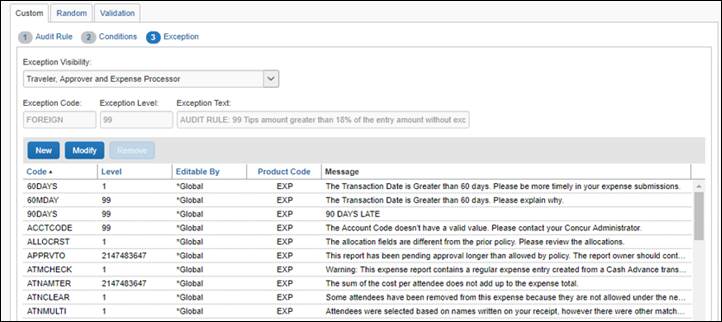 Custom Random Validation
1 Audit Rule 2 Conditions 3 Exception
Exception Visibility:
Traveler, Approver and Expense Processor
Exception Code: Exception Level: Exception Text:
FOREIGN 99 AUDIT RULE: 99 Tips amount greater than 18% of the entry amount without exc
New Modify Remove
Code Level Editable By Product Code Message
60DAYS 1 *Global EXP The Transaction Date is Greater than 60 days. Please be more timely in your expense submissions.
60MDAY 99 *Global EXP The Transaction Date is Greater than 60 days. Please explain why.
90DAYS 99 *Global EXP 90 DAYS LATE
ACCTCODE 99 *Global EXP The Account Code doesn't have a valid value. Please contact your Concur Administrator.
ALLOCRST 1 *Global EXP The allocation fields are different from the prior policy. Please review the allocations.
APPRVTO 2147483647 *Global EXP This report has been pending approval longer than allowed by policy. The report owner should cont...
ATMCHECK 1 *Global EXP Warning: This expense report contains a regular expense entry created from a Cash Advance trans...
ATNAMTER 2147483647 *Global EXP The sum of the cost per attendee does not add up to the expense total.
ATNCLEAR 1 *Global EXP Some attendees have been removed from this expense because they are not allowed under the ne...
ATNMULTI 1 *Global EXP Attendees were selected based on names written on your receipt, however there were other match...